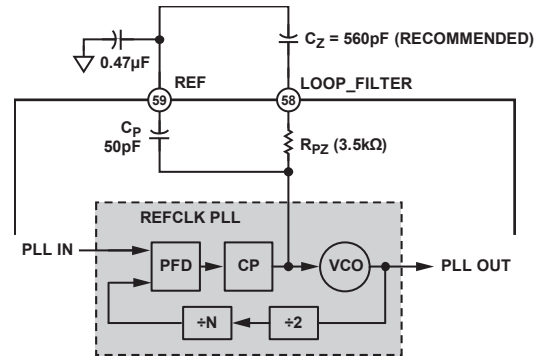 C_Z = 560pF (RECOMMENDED)
0.47µF
REF
LOOP_FILTER
59
58
C_P
50pF
R_PZ (3.5kΩ)
REFCLK PLL
PLL IN
PFD
CP
VCO
PLL OUT
÷N
÷2